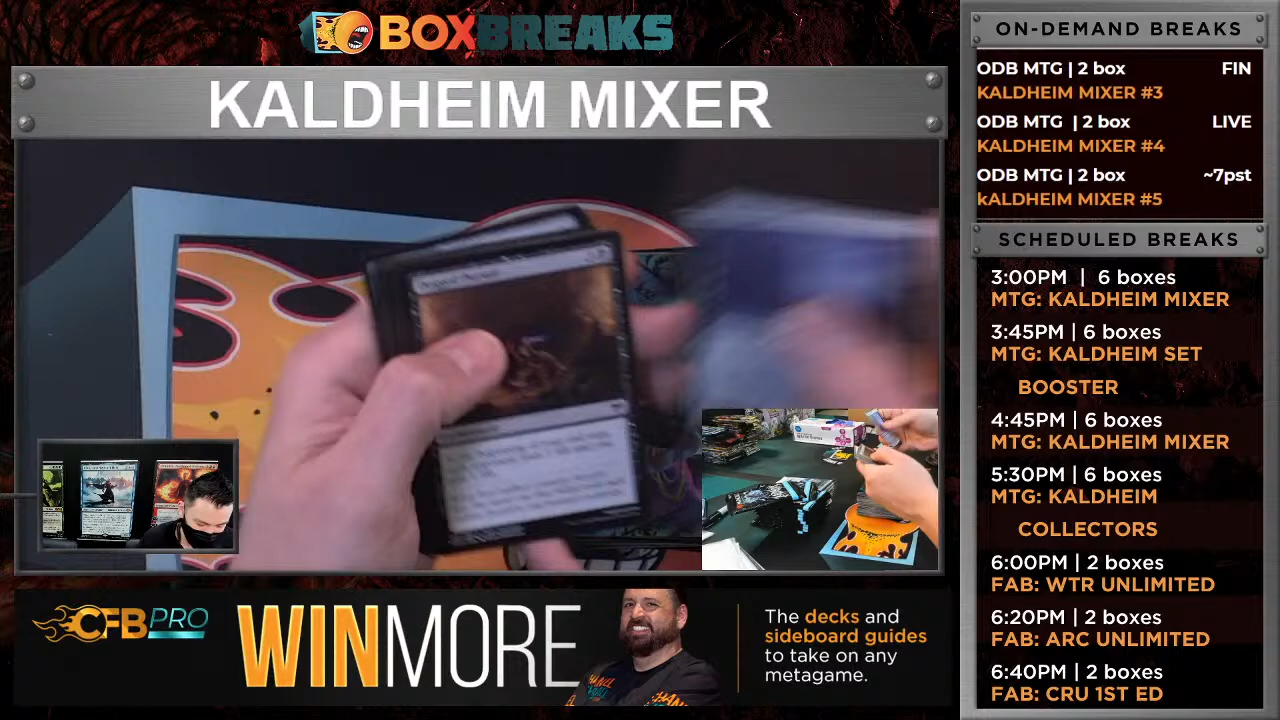 BOXBREAKS
KALDHEIM MIXER
CFBPRO
WINMORE
The decks and
sideboard guides
to take on any
metagame.
ON-DEMAND BREAKS
ODB MTG | 2 box FIN
KALDHEIM MIXER #3
ODB MTG | 2 box LIVE
KALDHEIM MIXER #4
ODB MTG | 2 box ~7pst
kALDHEIM MIXER #5
SCHEDULED BREAKS
3:00PM | 6 boxes
MTG: KALDHEIM MIXER
3:45PM | 6 boxes
MTG: KALDHEIM SET
BOOSTER
4:45PM | 6 boxes
MTG: KALDHEIM MIXER
5:30PM | 6 boxes
MTG: KALDHEIM
COLLECTORS
6:00PM | 2 boxes
FAB: WTR UNLIMITED
6:20PM | 2 boxes
FAB: ARC UNLIMITED
6:40PM | 2 boxes
FAB: CRU 1ST ED